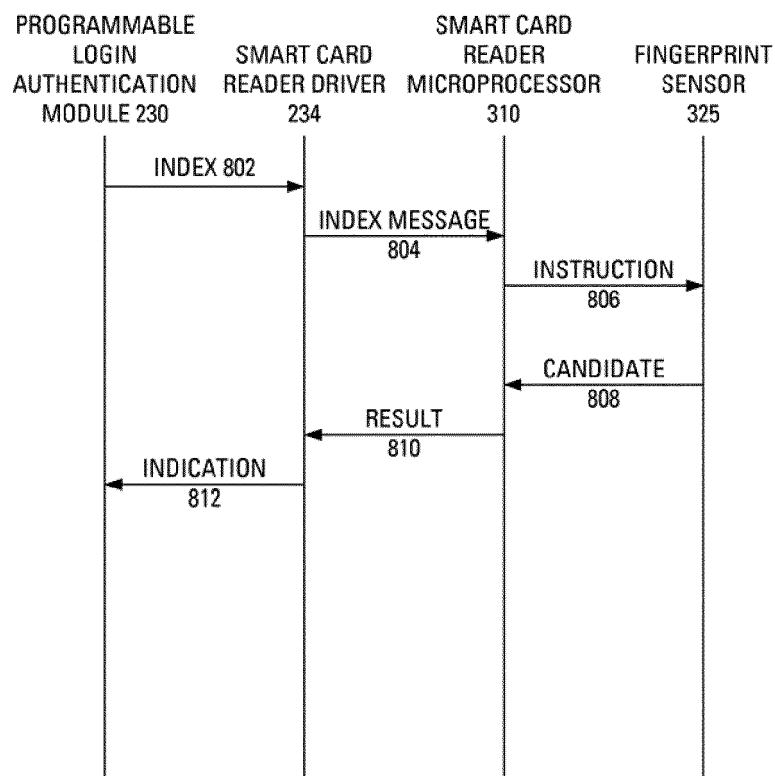 PROGRAMMABLE
LOGIN
AUTHENTICATION
MODULE 230
SMART CARD
READER DRIVER
234
SMART CARD
READER
MICROPROCESSOR
310
FINGERPRINT
SENSOR
325
INDEX 802
INDEX MESSAGE
804
INSTRUCTION
806
CANDIDATE
808
RESULT
810
INDICATION
812